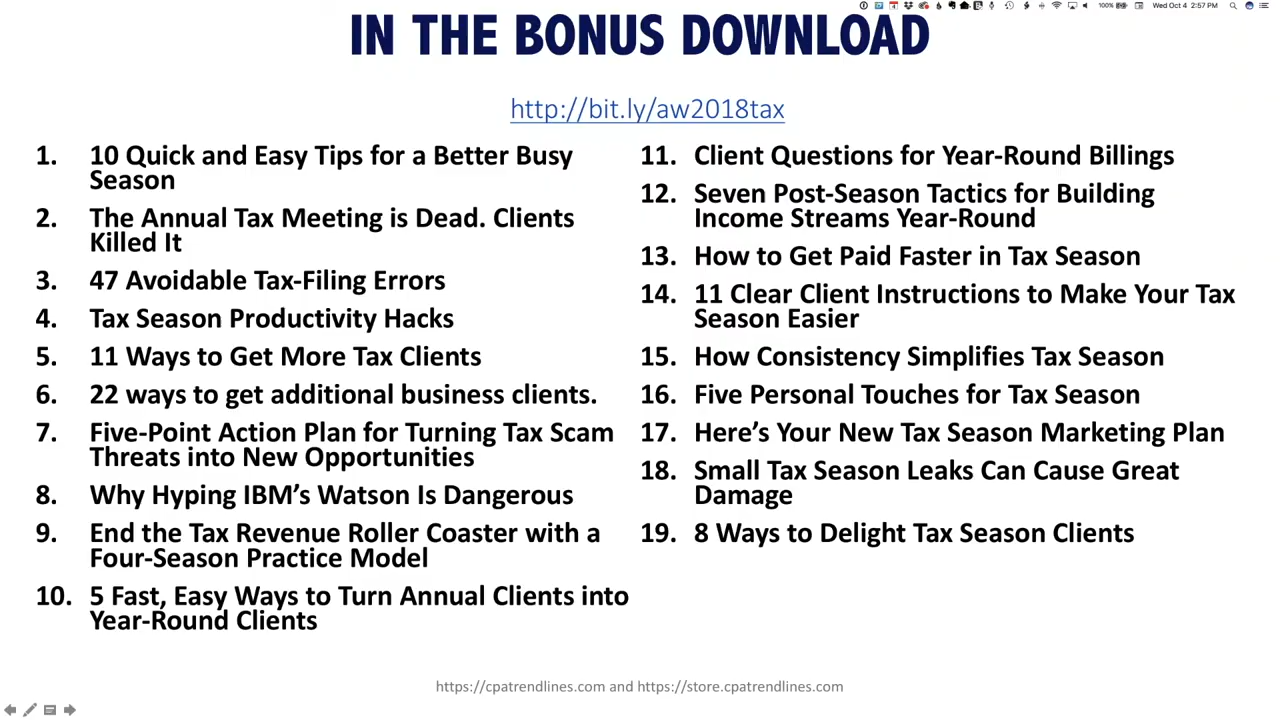 100%
Wed Oct 4 2:57 PM
IN THE BONUS DOWNLOAD
http://bit.ly/aw2018tax
1. 10 Quick and Easy Tips for a Better Busy
Season
2. The Annual Tax Meeting is Dead. Clients
Killed It
3. 47 Avoidable Tax-Filing Errors
4. Tax Season Productivity Hacks
5. 11 Ways to Get More Tax Clients
6. 22 ways to get additional business clients.
7. Five-Point Action Plan for Turning Tax Scam
Threats into New Opportunities
8. Why Hyping IBM’s Watson Is Dangerous
9. End the Tax Revenue Roller Coaster with a
Four-Season Practice Model
10. 5 Fast, Easy Ways to Turn Annual Clients into
Year-Round Clients
11. Client Questions for Year-Round Billings
12. Seven Post-Season Tactics for Building
Income Streams Year-Round
13. How to Get Paid Faster in Tax Season
14. 11 Clear Client Instructions to Make Your Tax
Season Easier
15. How Consistency Simplifies Tax Season
16. Five Personal Touches for Tax Season
17. Here’s Your New Tax Season Marketing Plan
18. Small Tax Season Leaks Can Cause Great
Damage
19. 8 Ways to Delight Tax Season Clients
https://cpatrendlines.com and https://store.cpatrendlines.com